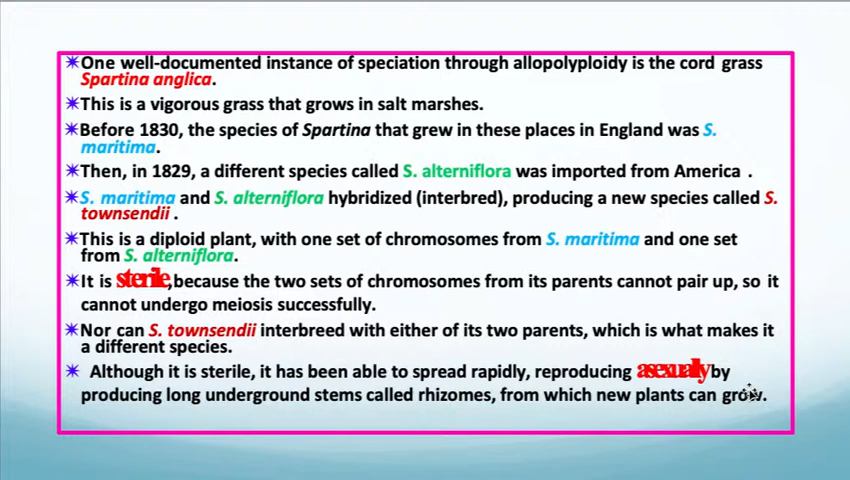 ✶One well-documented instance of speciation through allopolyploidy is the cord grass
Spartina anglica.
✶This is a vigorous grass that grows in salt marshes.
✶Before 1830, the species of Spartina that grew in these places in England was S.
maritima.
✶Then, in 1829, a different species called S. alterniflora was imported from America .
✶S. maritima and S. alterniflora hybridized (interbred), producing a new species called S.
townsendii .
✶This is a diploid plant, with one set of chromosomes from S. maritima and one set
from S. alterniflora.
✶It is sterile,because the two sets of chromosomes from its parents cannot pair up, so it
cannot undergo meiosis successfully.
✶Nor can S. townsendii interbreed with either of its two parents, which is what makes it
a different species.
✶ Although it is sterile, it has been able to spread rapidly, reproducing asexually by
producing long underground stems called rhizomes, from which new plants can grow.